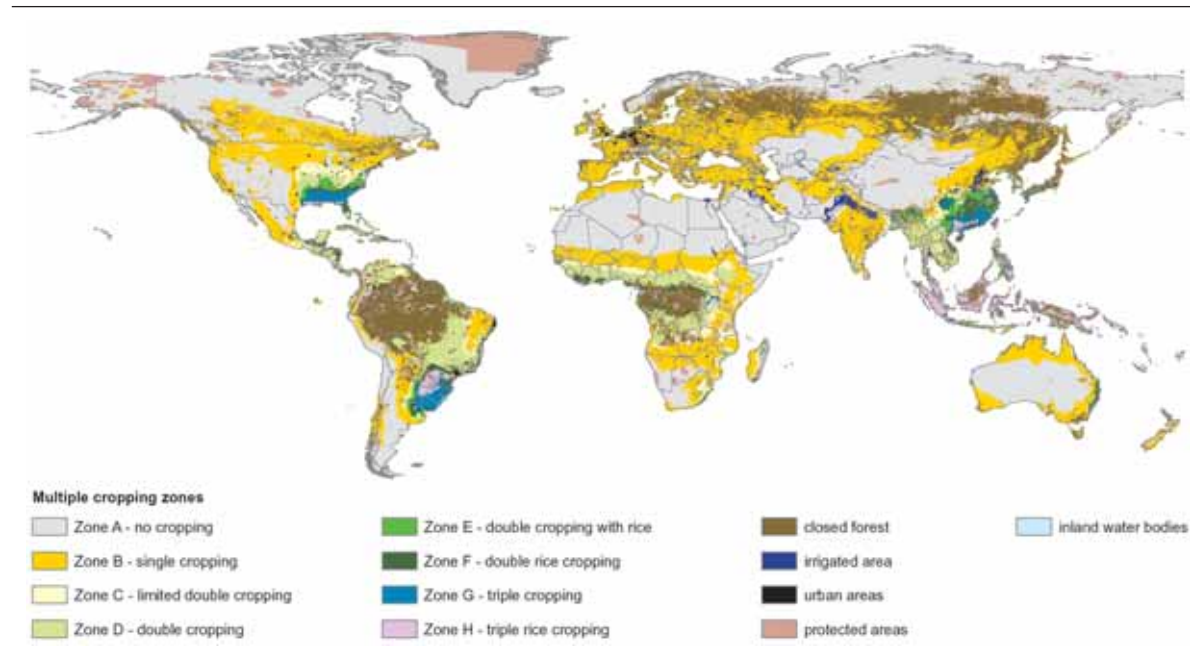 Multiple cropping zones
Zone A - no cropping
Zone B - single cropping
Zone C - limited double cropping
Zone D - double cropping
Zone E - double cropping with rice
Zone F - double rice cropping
Zone G - triple cropping
Zone H - triple rice cropping
closed forest
irrigated area
urban areas
protected areas
inland water bodies